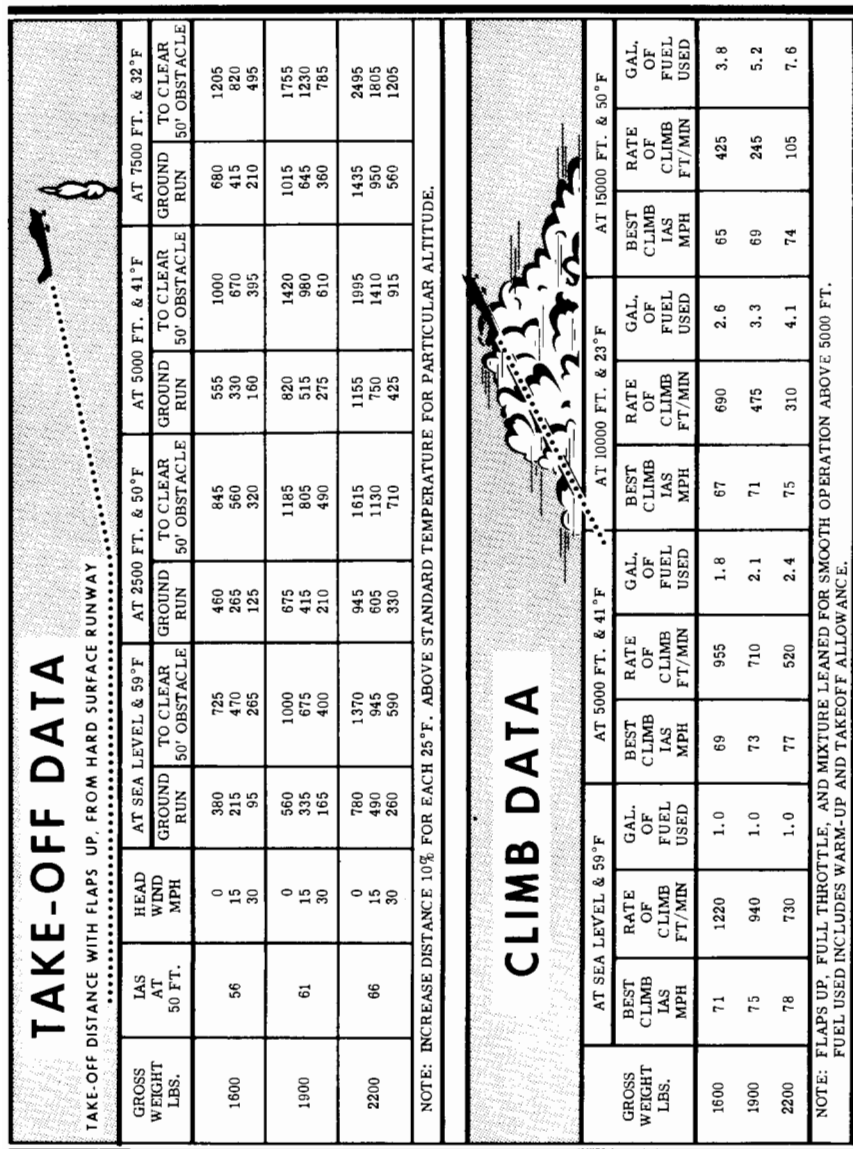 TAKE-OFF DATA
TAKE-OFF DISTANCE WITH FLAPS UP, FROM HARD SURFACE RUNWAY
GROSS WEIGHT LBS. IAS AT 50 FT. HEAD WIND MPH AT SEA LEVEL & 59°F AT 2500 FT. & 50°F AT 5000 FT. & 41°F AT 7500 FT. & 32°F
GROUND RUN TO CLEAR 50' OBSTACLE GROUND RUN TO CLEAR 50' OBSTACLE GROUND RUN TO CLEAR 50' OBSTACLE GROUND RUN TO CLEAR 50' OBSTACLE
1600 56 0 380 725 460 845 555 1000 680 1205
15 215 470 265 560 330 670 415 820
30 95 265 125 320 160 395 210 495
1900 61 0 560 1000 675 1185 820 1420 1015 1755
15 335 675 415 805 515 980 645 1230
30 165 400 210 490 275 610 360 785
2200 66 0 780 1370 945 1615 1155 1995 1435 2495
15 490 945 605 1130 750 1410 950 1805
30 260 590 330 710 425 915 560 1205
NOTE: INCREASE DISTANCE 10% FOR EACH 25°F. ABOVE STANDARD TEMPERATURE FOR PARTICULAR ALTITUDE.
CLIMB DATA
GROSS WEIGHT LBS. AT SEA LEVEL & 59°F AT 5000 FT. & 41°F AT 10000 FT. & 23°F AT 15000 FT. & 50°F
BEST CLIMB IAS MPH RATE OF CLIMB FT/MIN GAL. OF FUEL USED BEST CLIMB IAS MPH RATE OF CLIMB FT/MIN GAL. OF FUEL USED BEST CLIMB IAS MPH RATE OF CLIMB FT/MIN GAL. OF FUEL USED BEST CLIMB IAS MPH RATE OF CLIMB FT/MIN GAL. OF FUEL USED
1600 71 1220 1.0 69 955 1.8 67 690 2.6 65 425 3.8
1900 75 940 1.0 73 710 2.1 71 475 3.3 69 245 5.2
2200 78 730 1.0 77 520 2.4 75 310 4.1 74 105 7.6
NOTE: FLAPS UP, FULL THROTTLE, AND MIXTURE LEANED FOR SMOOTH OPERATION ABOVE 5000 FT.
FUEL USED INCLUDES WARM-UP AND TAKEOFF ALLOWANCE.